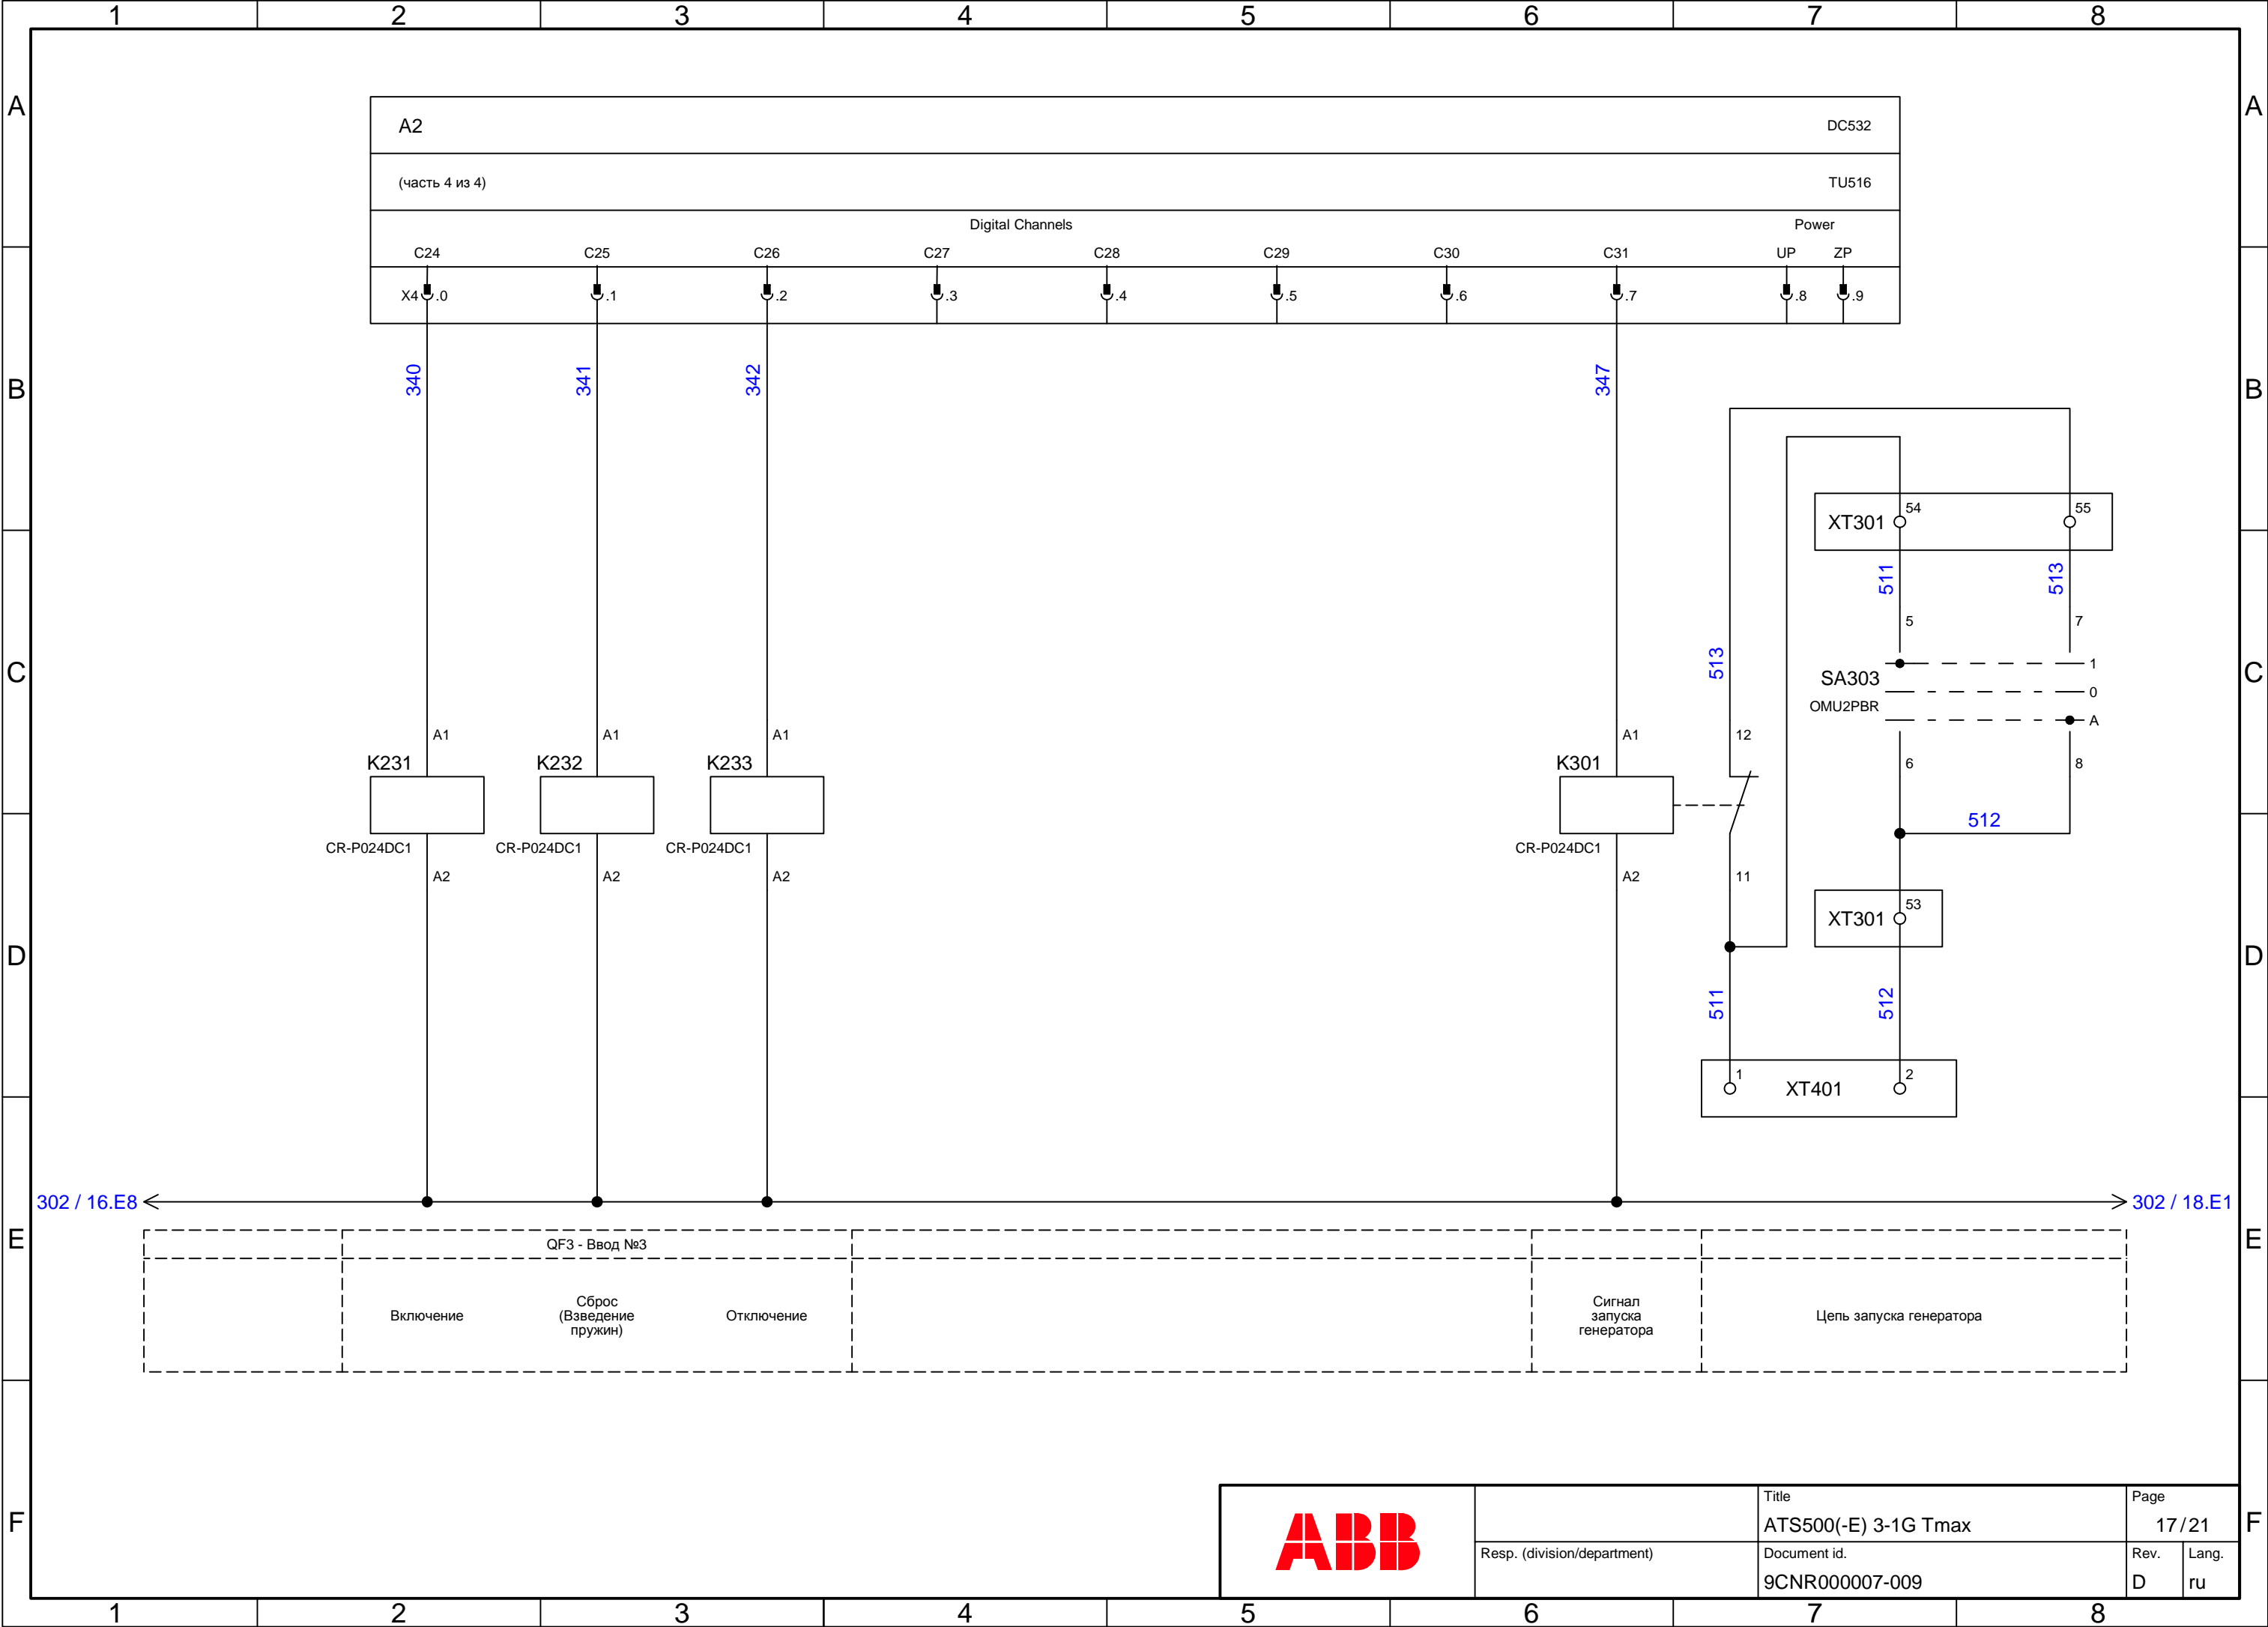 1 2 3 4 5 6 7 8
A A
A2 DC532
(часть 4 из 4) TU516
Digital Channels Power
C24 C25 C26 C27 C28 C29 C30 C31 UP ZP
X4 .0 .1 .2 .3 .4 .5 .6 .7 .8 .9
340 341 342 347
B B
54 55
XT301
511 513
5 7
513
1
C C
SA303
0
OMU2PBR
A
A1 A1 A1 A1 12
K231 K232 K233 K301
6 8
512
CR-P024DC1 CR-P024DC1 CR-P024DC1 CR-P024DC1
A2 A2 A2 A2 11
53
XT301
D D
511 512
1 XT401 2
302 / 16.E8 302 / 18.E1
E E
QF3 - Ввод №3
Включение
Сброс
(Взведение
пружин)
Отключение
Сигнал
запуска
генератора
Цепь запуска генератора
F F
ABB
Title
ATS500(-E) 3-1G Tmax
Page
17/21
Resp. (division/department)
Document id.
9CNR000007-009
Rev.
D
Lang.
ru
1 2 3 4 5 6 7 8